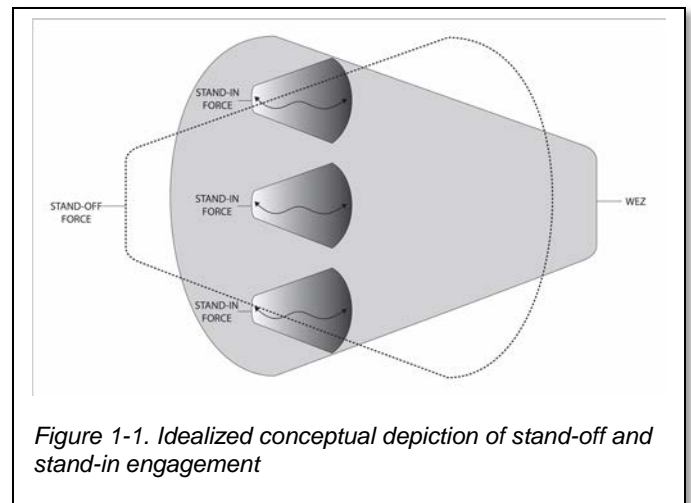 STAND-IN
FORCE
STAND-OFF
FORCE
STAND-IN
FORCE
WEZ
STAND-IN
FORCE
Figure 1-1. Idealized conceptual depiction of stand-off and
stand-in engagement